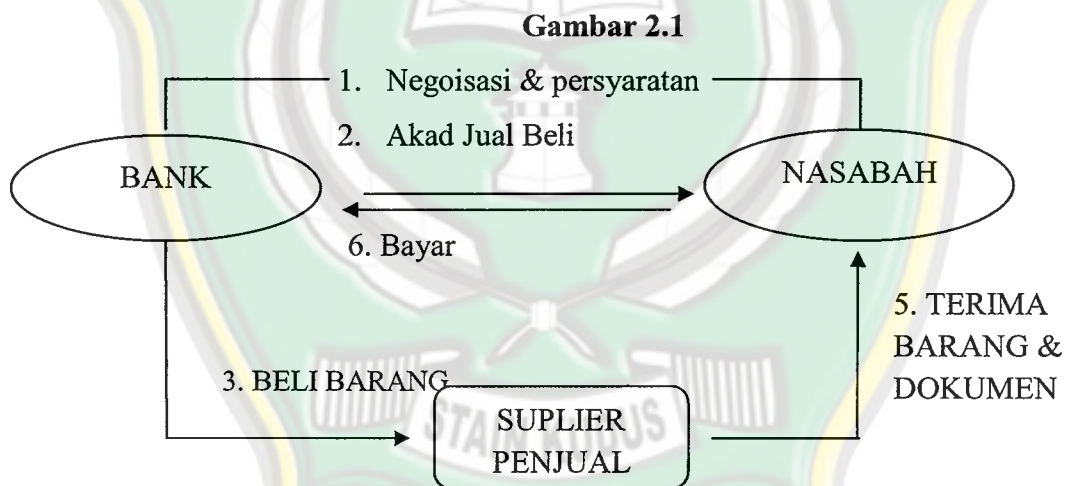 Gambar 2.1
1. Negoisasi & persyaratan
2. Akad Jual Beli
BANK
NASABAH
6. Bayar
5. TERIMA
BARANG &
DOKUMEN
3. BELI BARANG
SUPLIER
PENJUAL
STAIN KUDUS